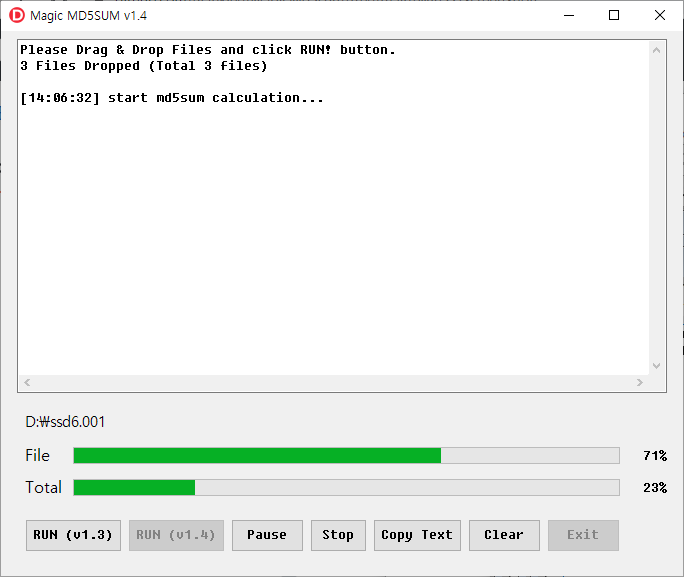 D Magic MD5SUM v1.4
Please Drag & Drop Files and click RUN! button.
3 Files Dropped (Total 3 files)
[14:06:32] start md5sum calculation...
D:₩ssd6.001
File 71%
Total 23%
RUN (v1.3) RUN (v1.4) Pause Stop Copy Text Clear Exit